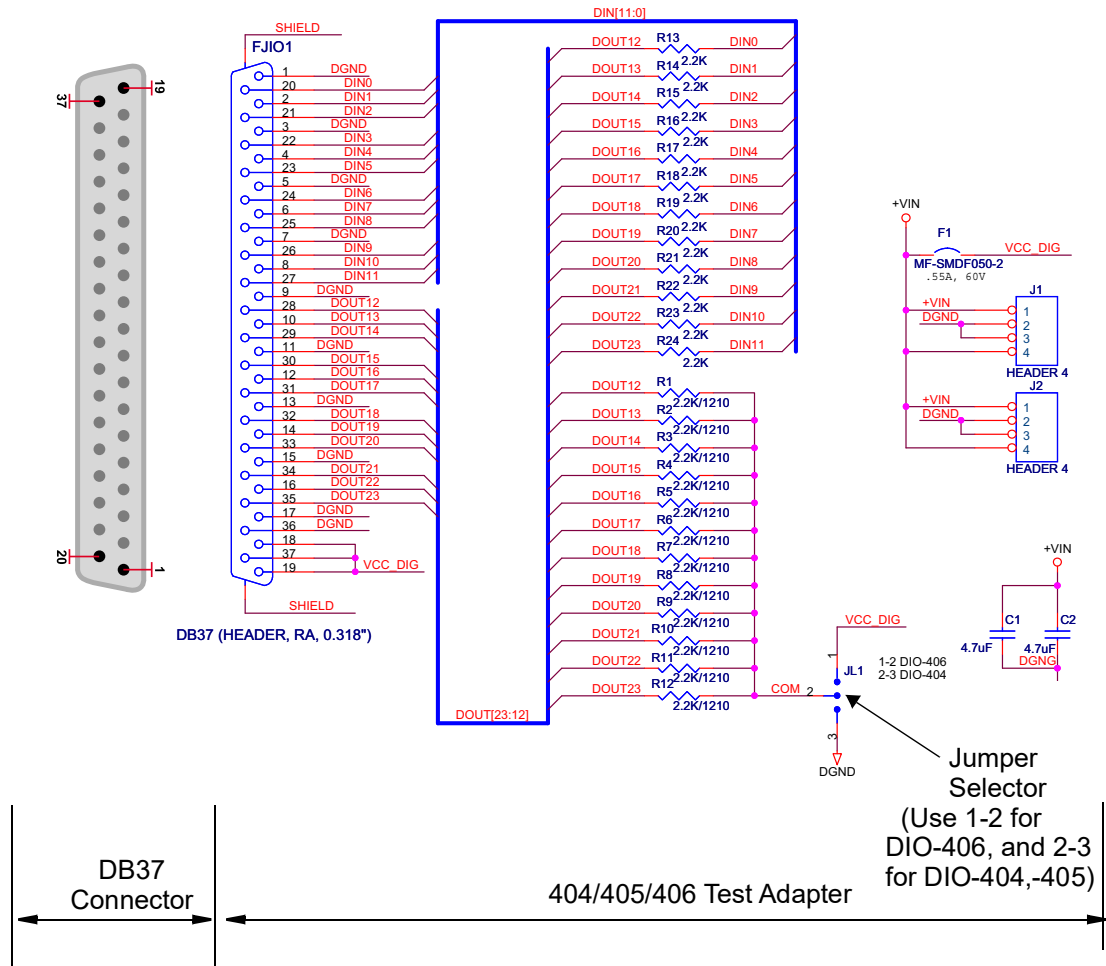 DIN[11:0]
SHIELD
FJIO1
19
37
20
1
1 DGND
20 DIN0
2 DIN1
21 DIN2
3 DGND
22 DIN3
4 DIN4
23 DIN5
5 DGND
24 DIN6
6 DIN7
25 DIN8
7 DGND
26 DIN9
8 DIN10
27 DIN11
9 DGND
28 DOUT12
10 DOUT13
29 DOUT14
11 DGND
30 DOUT15
12 DOUT16
31 DOUT17
13 DGND
32 DOUT18
14 DOUT19
33 DOUT20
15 DGND
34 DOUT21
16 DOUT22
35 DOUT23
17 DGND
36 DGND
18
37
19 VCC_DIG
SHIELD
DB37 (HEADER, RA, 0.318")
DOUT12 R13 2.2K DIN0
DOUT13 R14 2.2K DIN1
DOUT14 R15 2.2K DIN2
DOUT15 R16 2.2K DIN3
DOUT16 R17 2.2K DIN4
DOUT17 R18 2.2K DIN5
DOUT18 R19 2.2K DIN6
DOUT19 R20 2.2K DIN7
DOUT20 R21 2.2K DIN8
DOUT21 R22 2.2K DIN9
DOUT22 R23 2.2K DIN10
DOUT23 R24 2.2K DIN11
DOUT12 R1 2.2K/1210
DOUT13 R2 2.2K/1210
DOUT14 R3 2.2K/1210
DOUT15 R4 2.2K/1210
DOUT16 R5 2.2K/1210
DOUT17 R6 2.2K/1210
DOUT18 R7 2.2K/1210
DOUT19 R8 2.2K/1210
DOUT20 R9 2.2K/1210
DOUT21 R10 2.2K/1210
DOUT22 R11 2.2K/1210
DOUT23 R12 2.2K/1210
DOUT[23:12]
COM 2
VCC_DIG
1
JL1
3
DGND
1-2 DIO-406
2-3 DIO-404
+VIN
F1
VCC_DIG
MF-SMDF050-2
.55A, 60V
J1
+VIN 1
DGND 2
3
4
HEADER 4
J2
+VIN 1
DGND 2
3
4
HEADER 4
+VIN
C1 C2
4.7uF 4.7uF
DGNG
Jumper
Selector
(Use 1-2 for
DIO-406, and 2-3
for DIO-404,-405)
DB37
Connector
404/405/406 Test Adapter